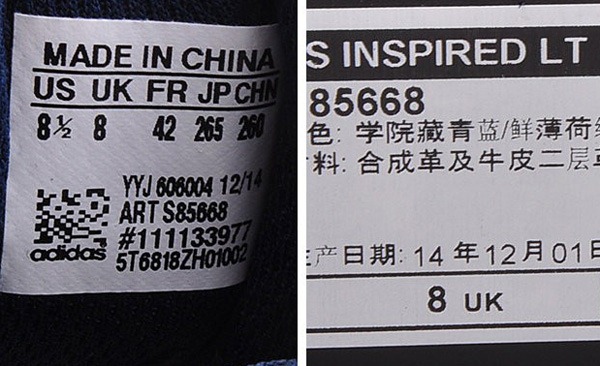 MADE IN CHINA
US UK FR JP CHN
8½ 8 42 265 260
YYJ 606004 12/14
ART S85668
#111133977
5T6818ZH01002
adidas
S INSPIRED LT
85668
色: 学院藏青蓝/鲜薄荷
料: 合成革及牛皮二层
产日期: 14 年 12 月 01日
8 UK